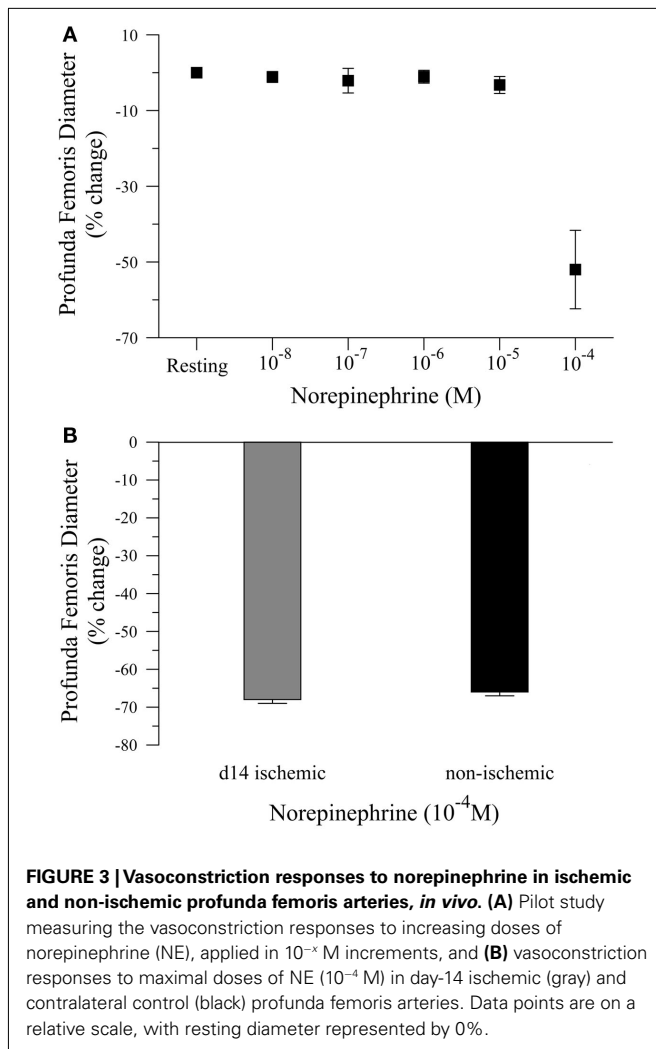 A
10
-10
-30
-50
-70
Profunda Femoris Diameter
(% change)
Resting 10⁻⁸ 10⁻⁷ 10⁻⁶ 10⁻⁵ 10⁻⁴
Norepinephrine (M)
B
0
-10
-20
-30
-40
-50
-60
-70
-80
Profunda Femoris Diameter
(% change)
d14 ischemic non-ischemic
Norepinephrine (10⁻⁴M)
FIGURE 3 | Vasoconstriction responses to norepinephrine in ischemic
and non-ischemic profunda femoris arteries, in vivo. (A) Pilot study
measuring the vasoconstriction responses to increasing doses of
norepinephrine (NE), applied in 10⁻ˣ M increments, and (B) vasoconstriction
responses to maximal doses of NE (10⁻⁴ M) in day-14 ischemic (gray) and
contralateral control (black) profunda femoris arteries. Data points are on a
relative scale, with resting diameter represented by 0%.